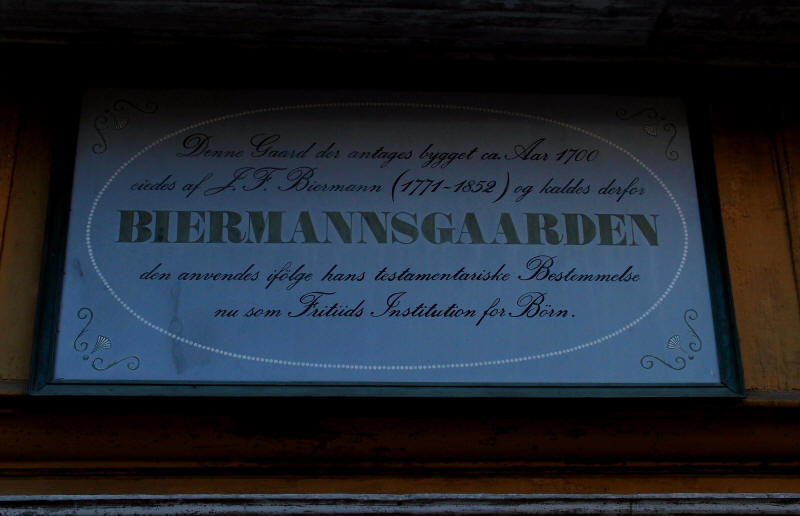 Denne Gaard der antages bygget ca. Aar 1700
eiedes af J. F. Biermann (1771-1852) og kaldes derfor
BIERMANNSGAARDEN
den anvendes ifölge hans testamentariske Bestemmelse
nu som Fritiids Institution for Börn.